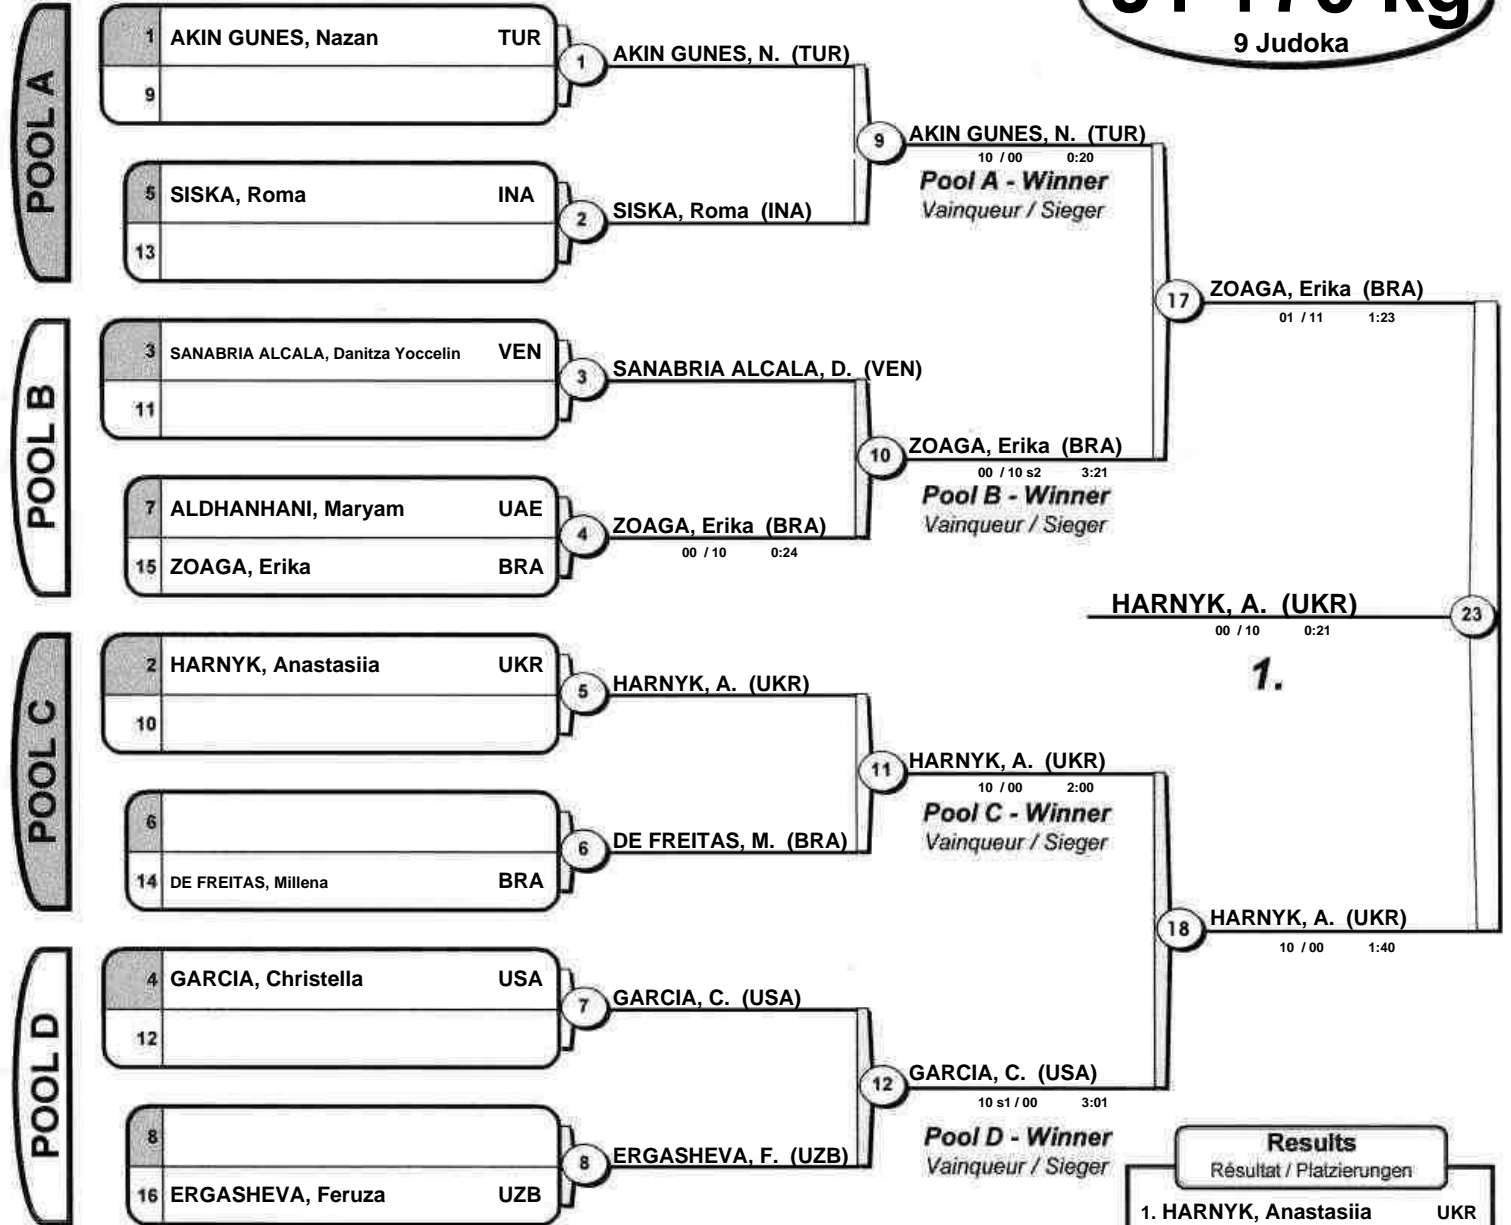 9 Judoka
POOL A
1 AKIN GUNES, Nazan TUR
9
1 AKIN GUNES, N. (TUR)
5 SISKA, Roma INA
13
2 SISKA, Roma (INA)
9 AKIN GUNES, N. (TUR)
10 / 00 0:20
Pool A - Winner
Vainqueur / Sieger
POOL B
3 SANABRIA ALCALA, Danitza Yoccelin VEN
11
3 SANABRIA ALCALA, D. (VEN)
7 ALDHANHANI, Maryam UAE
15 ZOAGA, Erika BRA
4 ZOAGA, Erika (BRA)
00 / 10 0:24
10 ZOAGA, Erika (BRA)
00 / 10 s2 3:21
Pool B - Winner
Vainqueur / Sieger
17 ZOAGA, Erika (BRA)
01 / 11 1:23
POOL C
2 HARNYK, Anastasiia UKR
10
5 HARNYK, A. (UKR)
6
14 DE FREITAS, Millena BRA
6 DE FREITAS, M. (BRA)
11 HARNYK, A. (UKR)
10 / 00 2:00
Pool C - Winner
Vainqueur / Sieger
POOL D
4 GARCIA, Christella USA
12
7 GARCIA, C. (USA)
8
16 ERGASHEVA, Feruza UZB
8 ERGASHEVA, F. (UZB)
12 GARCIA, C. (USA)
10 s1 / 00 3:01
Pool D - Winner
Vainqueur / Sieger
18 HARNYK, A. (UKR)
10 / 00 1:40
HARNYK, A. (UKR) 23
00 / 10 0:21
1.
Results
Résultat / Platzierungen
1. HARNYK, Anastasiia UKR